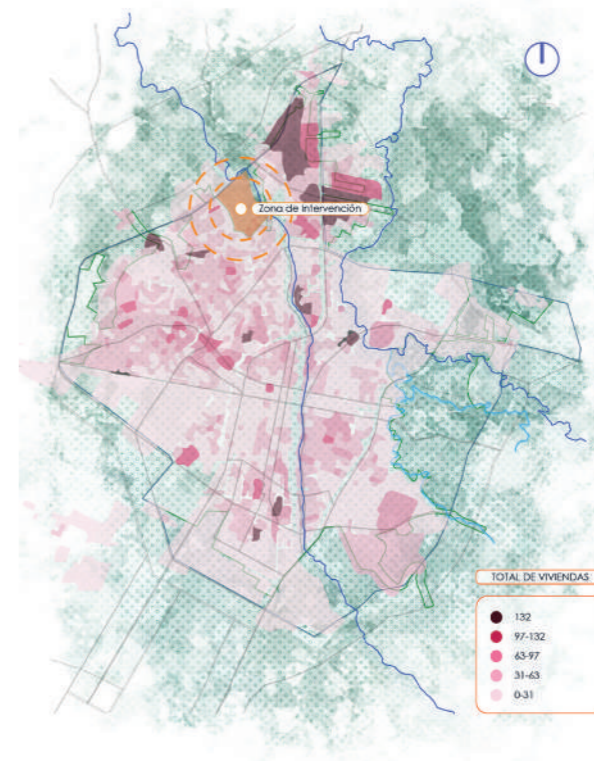 Zona de Intervención
TOTAL DE VIVIENDAS
132
97-132
63-97
31-63
0-31